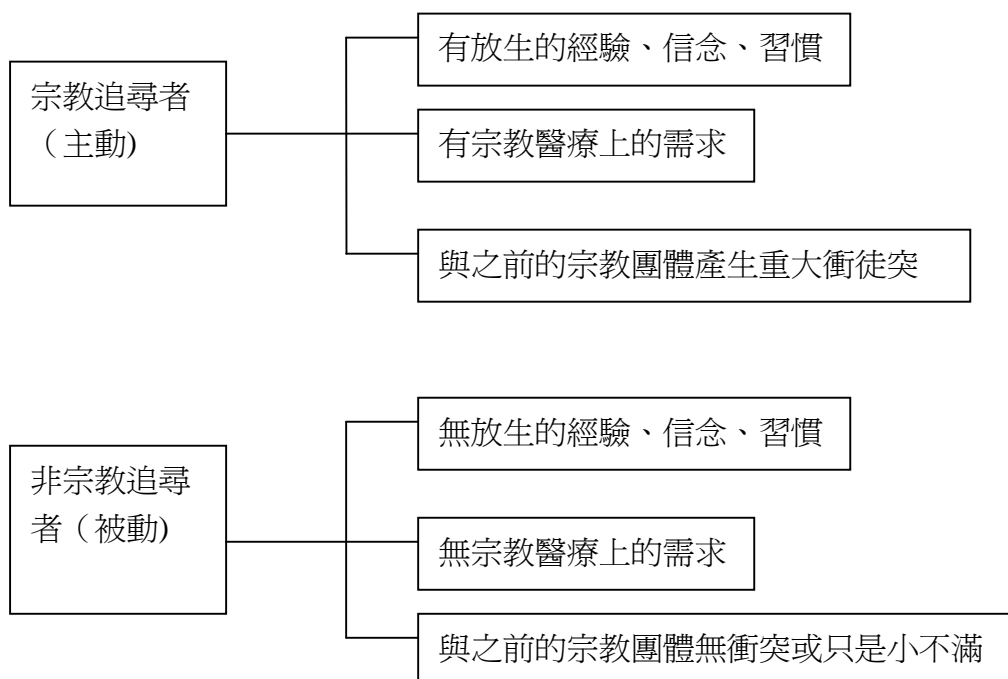 有放生的經驗、信念、習慣
宗教追尋者
（主動)
有宗教醫療上的需求
與之前的宗教團體產生重大衝徒突
無放生的經驗、信念、習慣
非宗教追尋
者（被動)
無宗教醫療上的需求
與之前的宗教團體無衝突或只是小不滿